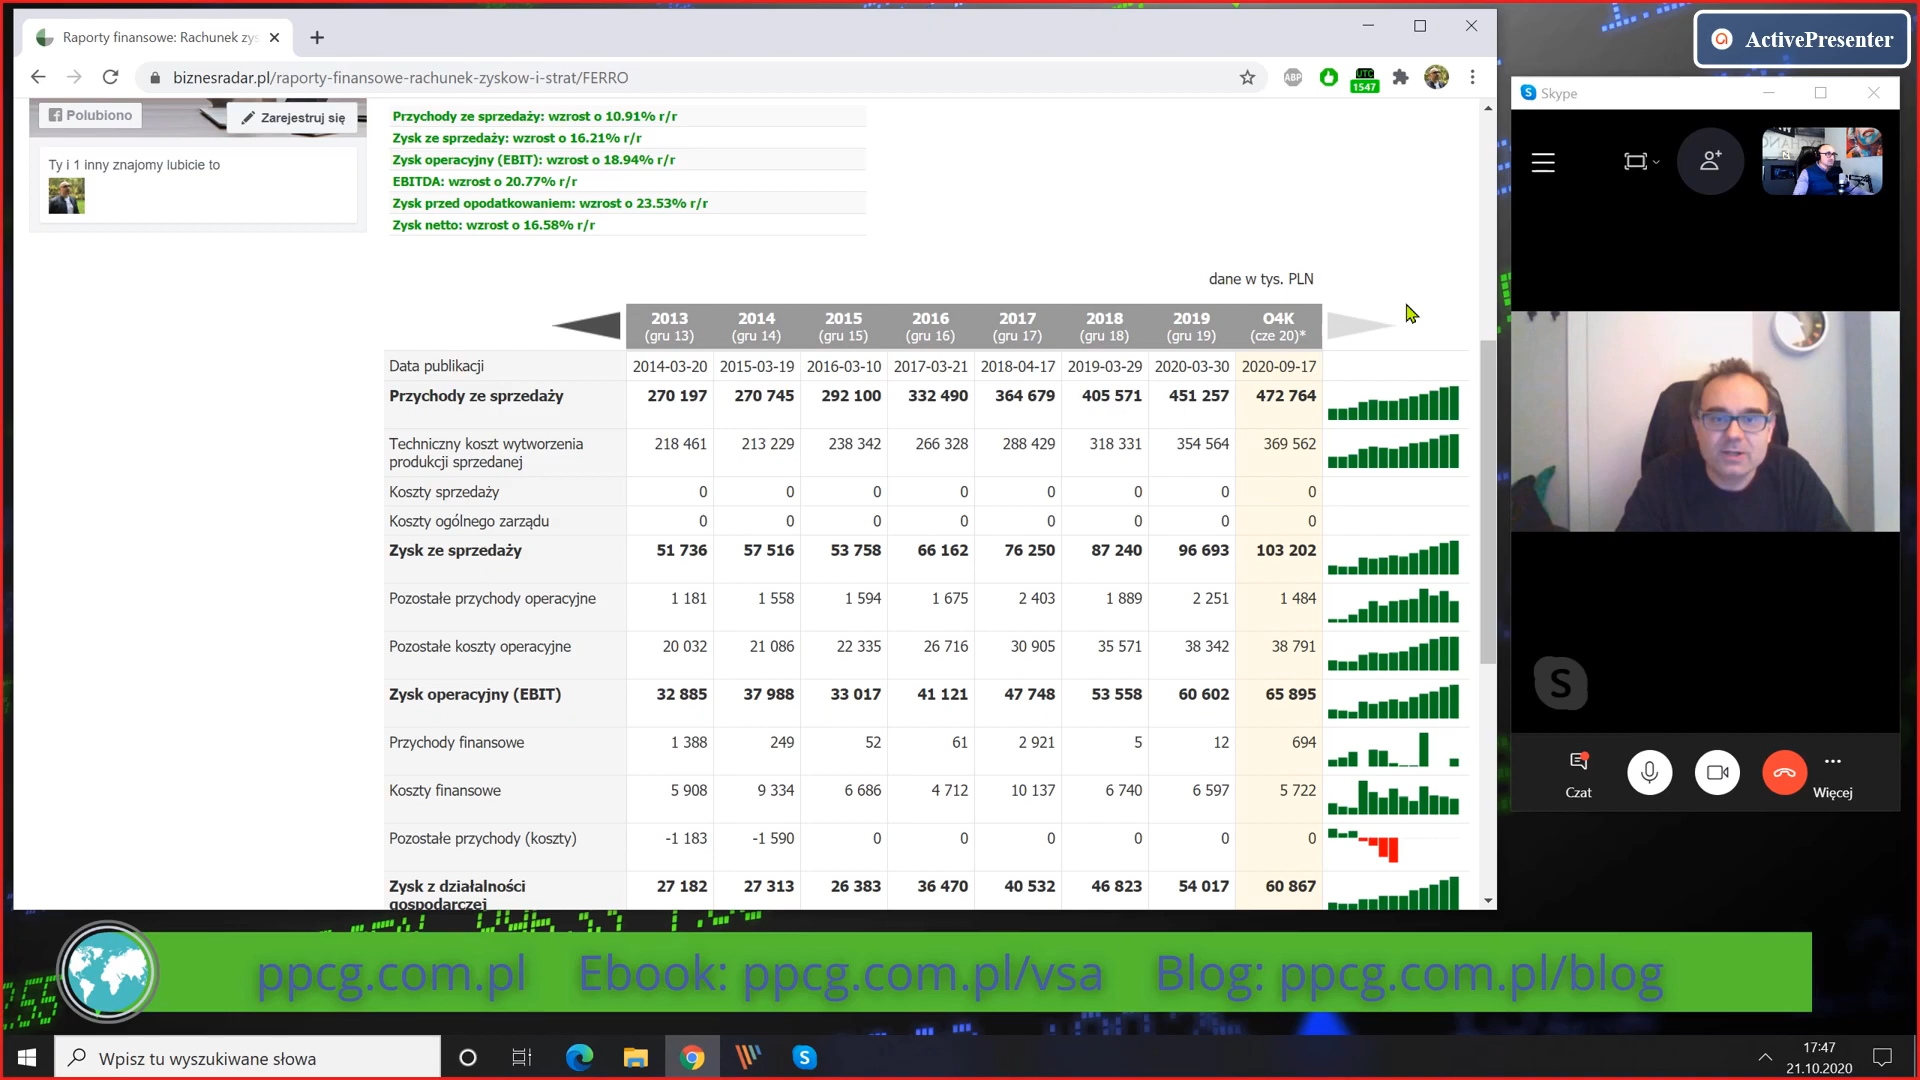 Raporty finansowe: Rachunek zys
ActivePresenter
biznesradar.pl/raporty-finansowe-rachunek-zyskow-i-strat/FERRO
ABP
UTC
1547
Skype
Polubiono
Zarejestruj się
Ty i 1 inny znajomy lubicie to
Przychody ze sprzedaży: wzrost o 10.91% r/r
Zysk ze sprzedaży: wzrost o 16.21% r/r
Zysk operacyjny (EBIT): wzrost o 18.94% r/r
EBITDA: wzrost o 20.77% r/r
Zysk przed opodatkowaniem: wzrost o 23.53% r/r
Zysk netto: wzrost o 16.58% r/r
dane w tys. PLN
2013 2014 2015 2016 2017 2018 2019 O4K
(gru 13) (gru 14) (gru 15) (gru 16) (gru 17) (gru 18) (gru 19) (cze 20)*
Data publikacji 2014-03-20 2015-03-19 2016-03-10 2017-03-21 2018-04-17 2019-03-29 2020-03-30 2020-09-17
Przychody ze sprzedaży 270 197 270 745 292 100 332 490 364 679 405 571 451 257 472 764
Techniczny koszt wytworzenia 218 461 213 229 238 342 266 328 288 429 318 331 354 564 369 562
produkcji sprzedanej
Koszty sprzedaży 0 0 0 0 0 0 0 0
Koszty ogólnego zarządu 0 0 0 0 0 0 0 0
Zysk ze sprzedaży 51 736 57 516 53 758 66 162 76 250 87 240 96 693 103 202
Pozostałe przychody operacyjne 1 181 1 558 1 594 1 675 2 403 1 889 2 251 1 484
Pozostałe koszty operacyjne 20 032 21 086 22 335 26 716 30 905 35 571 38 342 38 791
Zysk operacyjny (EBIT) 32 885 37 988 33 017 41 121 47 748 53 558 60 602 65 895
Przychody finansowe 1 388 249 52 61 2 921 5 12 694
Koszty finansowe 5 908 9 334 6 686 4 712 10 137 6 740 6 597 5 722
Pozostałe przychody (koszty) -1 183 -1 590 0 0 0 0 0 0
Zysk z działalności 27 182 27 313 26 383 36 470 40 532 46 823 54 017 60 867
gospodarczej
Czat
Więcej
ppcg.com.pl Ebook: ppcg.com.pl/vsa Blog: ppcg.com.pl/blog
Wpisz tu wyszukiwane słowa
17:47
21.10.2020